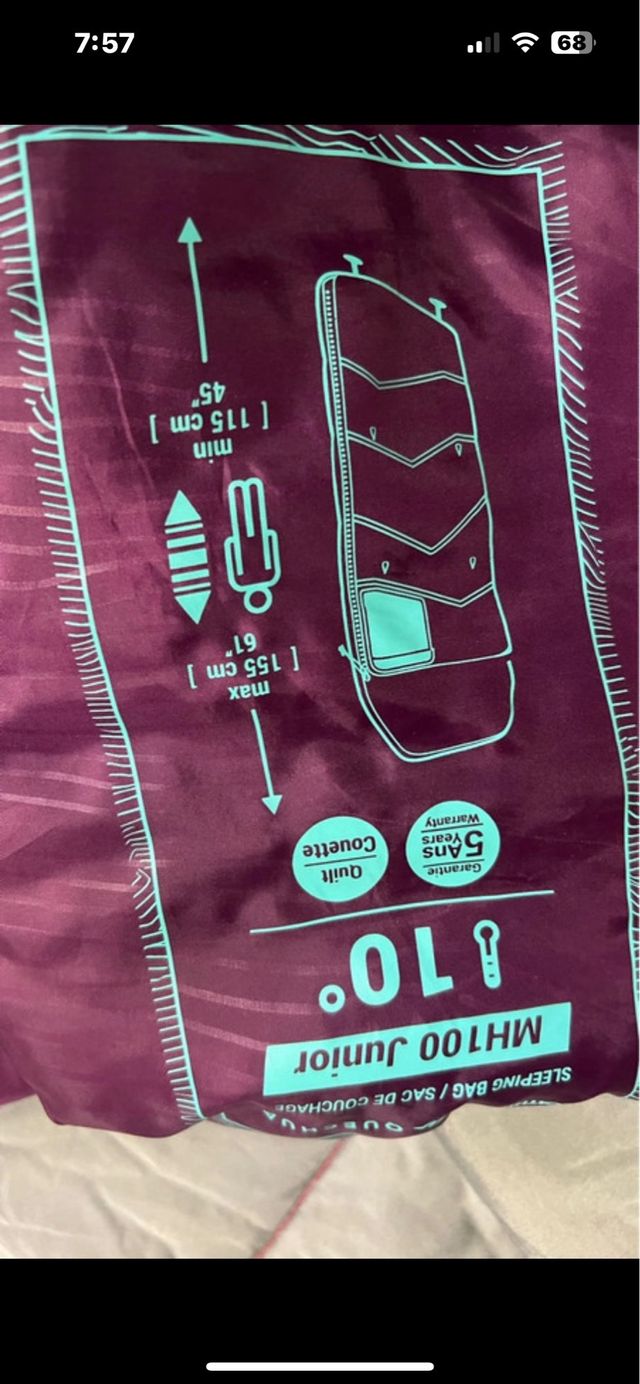 7:57
68
QUECHUA
SLEEPING BAG / SAC DE COUCHAGE
MH100 Junior
10°
Garantie
5 Ans
Years
Warranty
Quilt
Couette
max
[ 155 cm ]
61"
min
[ 115 cm ]
45"